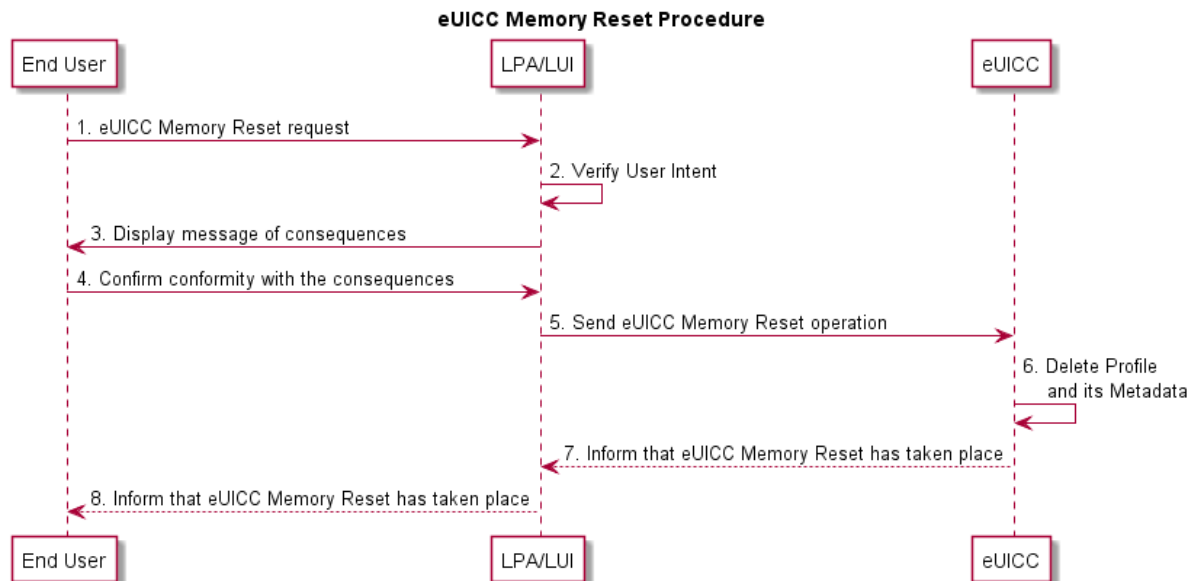 eUICC Memory Reset Procedure
End User
LPA/LUI
eUICC
1. eUICC Memory Reset request
2. Verify User Intent
3. Display message of consequences
4. Confirm conformity with the consequences
5. Send eUICC Memory Reset operation
6. Delete Profile
and its Metadata
7. Inform that eUICC Memory Reset has taken place
8. Inform that eUICC Memory Reset has taken place
End User
LPA/LUI
eUICC